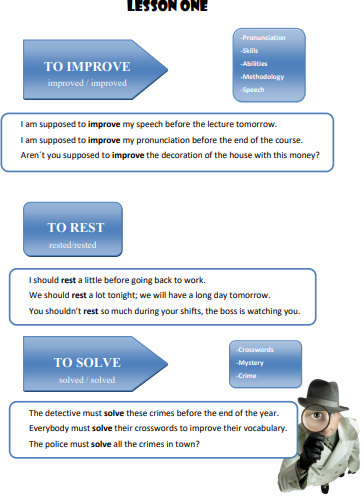 LESSON ONE
TO IMPROVE
improved / improved
-Pronunciation
-Skills
-Abilities
-Methodology
-Speech
I am supposed to improve my speech before the lecture tomorrow.
I am supposed to improve my pronunciation before the end of the course.
Aren´t you supposed to improve the decoration of the house with this money?
TO REST
rested/rested
I should rest a little before going back to work.
We should rest a lot tonight; we will have a long day tomorrow.
You shouldn't rest so much during your shifts, the boss is watching you.
TO SOLVE
solved / solved
-Crosswords
-Mystery
-Crime
The detective must solve these crimes before the end of the year.
Everybody must solve their crosswords to improve their vocabulary.
The police must solve all the crimes in town?